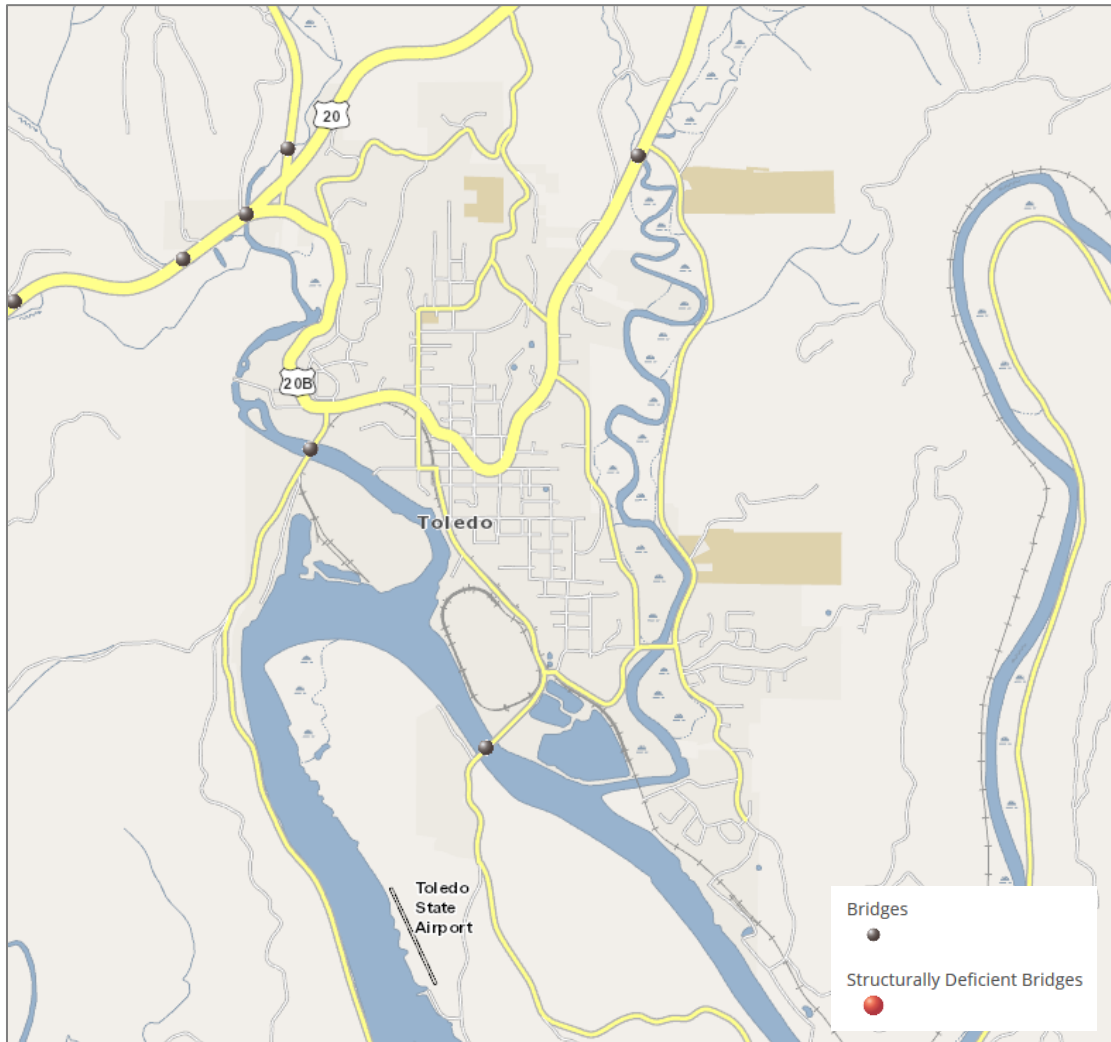 20
20B
Toledo
Toledo
State
Airport
Bridges
Structurally Deficient Bridges